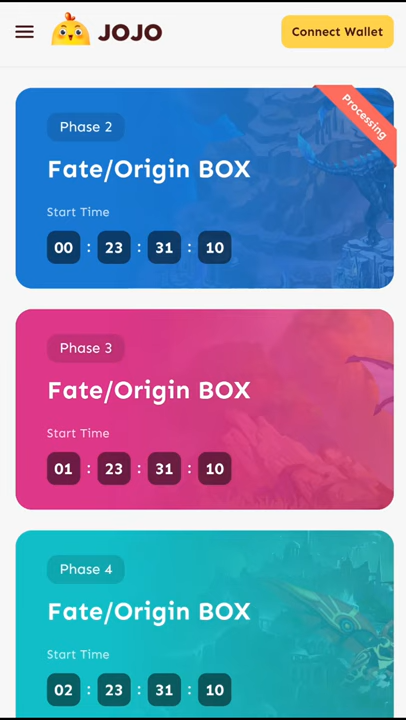 JOJO
Connect Wallet
Processing
Phase 2
Fate/Origin BOX
Start Time
00 : 23 : 31 : 10
Phase 3
Fate/Origin BOX
Start Time
01 : 23 : 31 : 10
Phase 4
Fate/Origin BOX
Start Time
02 : 23 : 31 : 10